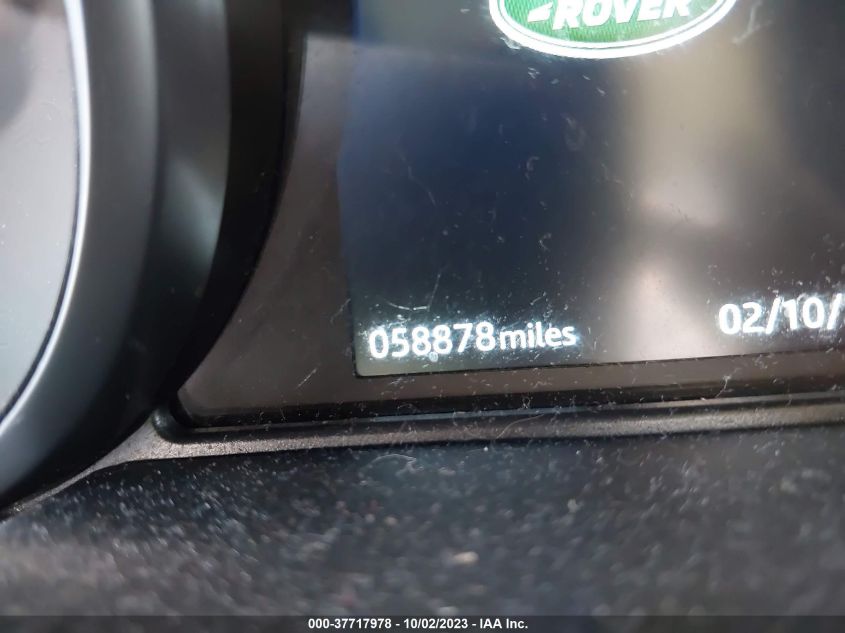 ROVER
058878miles
02/10/
000-37717978 - 10/02/2023 - IAA Inc.